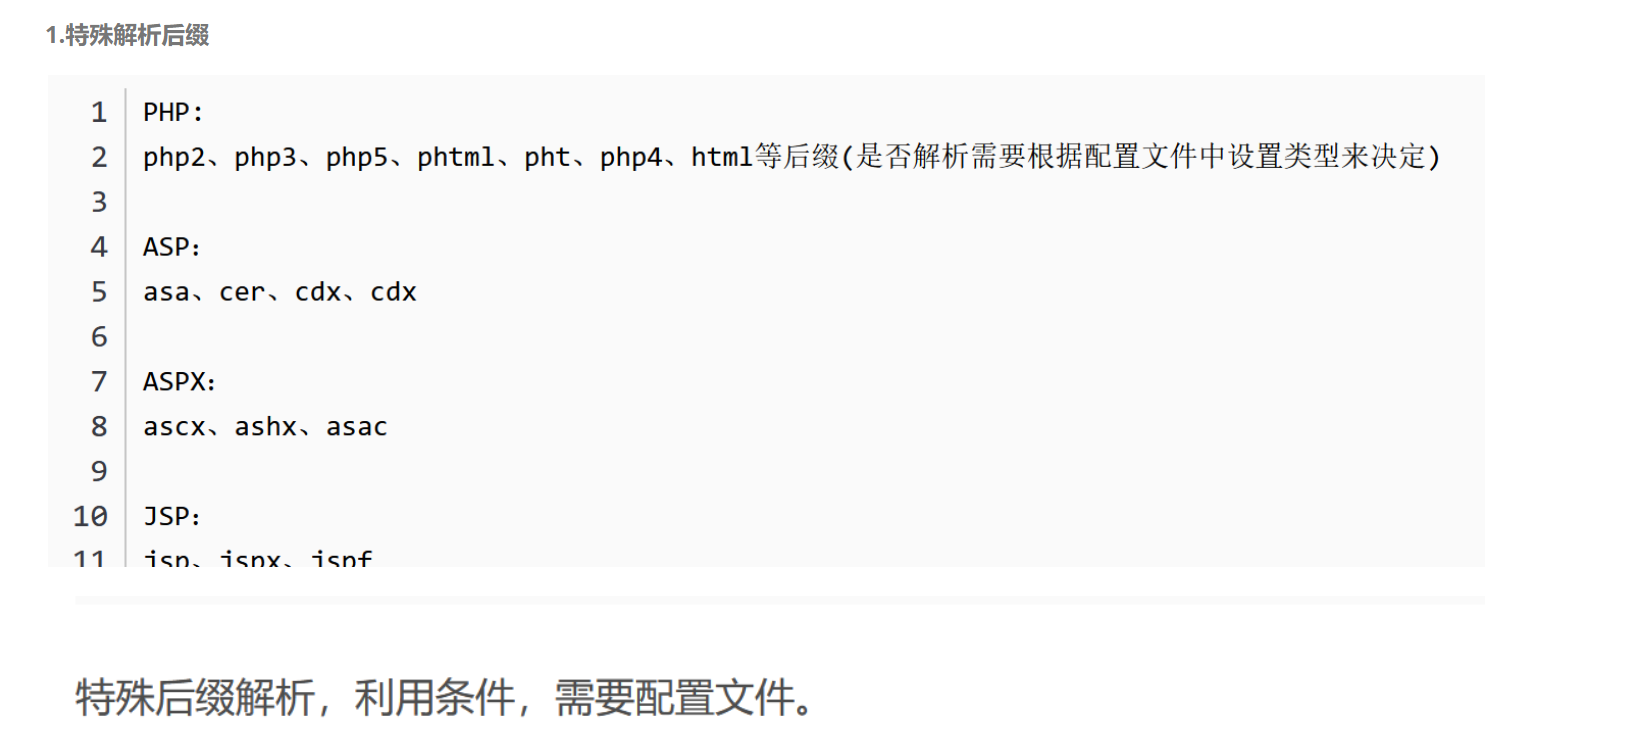 1.特殊解析后缀
1 PHP:
2 php2、php3、php5、phtml、pht、php4、html等后缀(是否解析需要根据配置文件中设置类型来决定)
3
4 ASP:
5 asa、cer、cdx、cdx
6
7 ASPX:
8 ascx、ashx、asac
9
10 JSP:
11 jsp、jspx、jspf
特殊后缀解析，利用条件，需要配置文件。